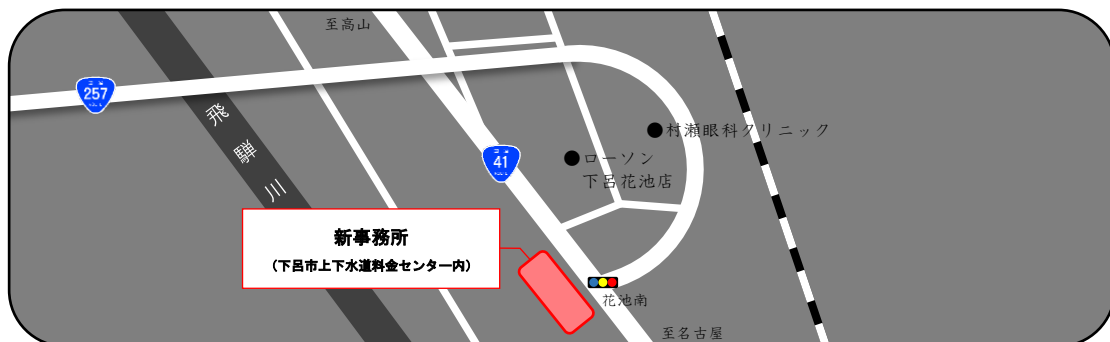 至高山
257
飛騨川
村瀬眼科クリニック
41
ローソン
下呂花池店
新事務所
(下呂市上下水道料金センター内)
花池南
至名古屋